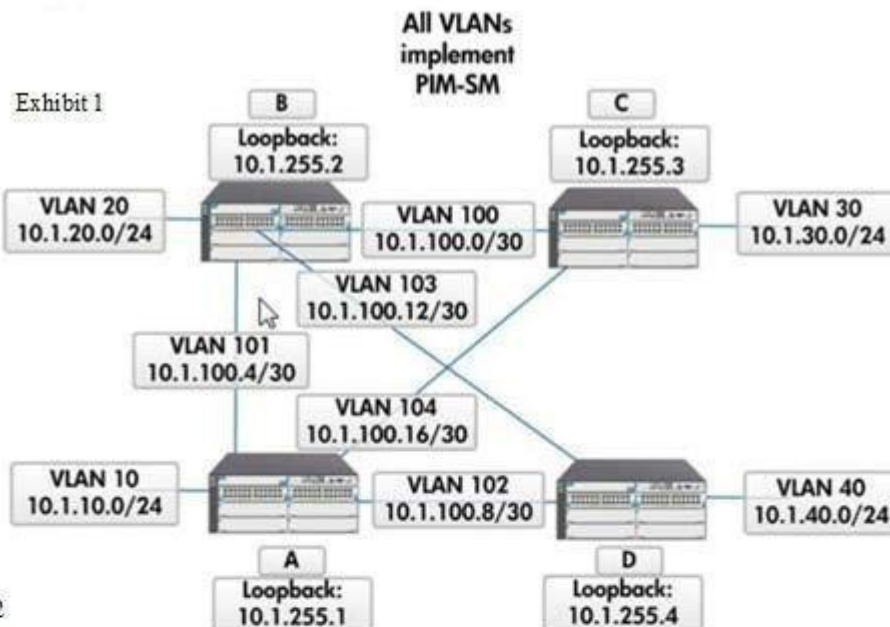 All VLANs
implement
PIM-SM
Exhibit 1
B
Loopback:
10.1.255.2
C
Loopback:
10.1.255.3
VLAN 20
10.1.20.0/24
VLAN 100
10.1.100.0/30
VLAN 30
10.1.30.0/24
VLAN 103
10.1.100.12/30
VLAN 101
10.1.100.4/30
VLAN 104
10.1.100.16/30
VLAN 10
10.1.10.0/24
VLAN 102
10.1.100.8/30
VLAN 40
10.1.40.0/24
A
Loopback:
10.1.255.1
D
Loopback:
10.1.255.4